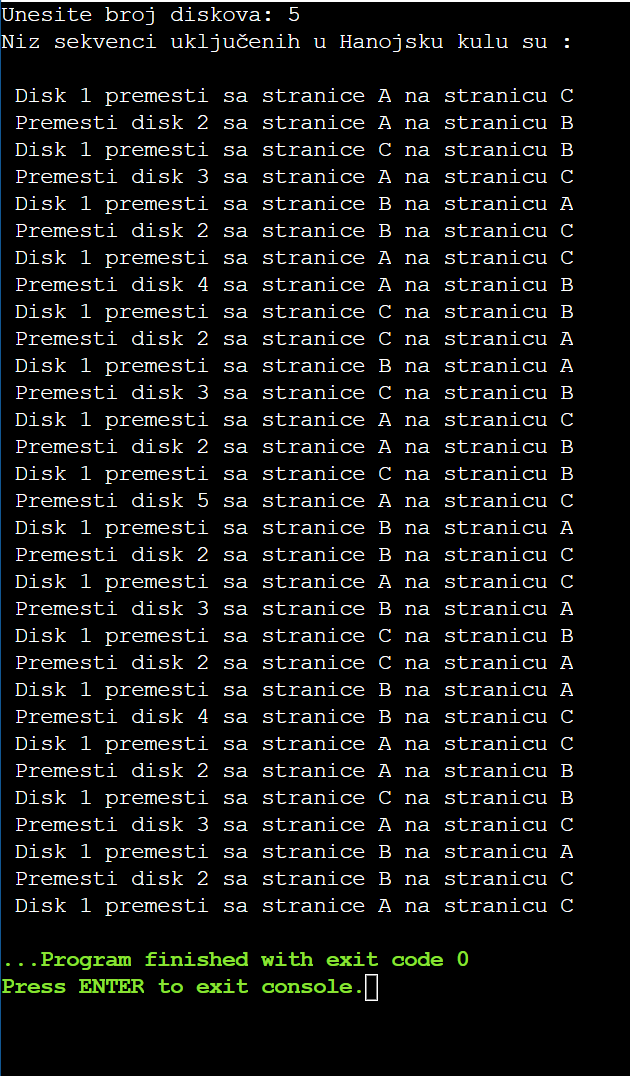 Unesite broj diskova: 5
Niz sekvenci uključenih u Hanojsku kulu su :
Disk 1 premesti sa stranice A na stranicu C
Premesti disk 2 sa stranice A na stranicu B
Disk 1 premesti sa stranice C na stranicu B
Premesti disk 3 sa stranice A na stranicu C
Disk 1 premesti sa stranice B na stranicu A
Premesti disk 2 sa stranice B na stranicu C
Disk 1 premesti sa stranice A na stranicu C
Premesti disk 4 sa stranice A na stranicu B
Disk 1 premesti sa stranice C na stranicu B
Premesti disk 2 sa stranice C na stranicu A
Disk 1 premesti sa stranice B na stranicu A
Premesti disk 3 sa stranice C na stranicu B
Disk 1 premesti sa stranice A na stranicu C
Premesti disk 2 sa stranice A na stranicu B
Disk 1 premesti sa stranice C na stranicu B
Premesti disk 5 sa stranice A na stranicu C
Disk 1 premesti sa stranice B na stranicu A
Premesti disk 2 sa stranice B na stranicu C
Disk 1 premesti sa stranice A na stranicu C
Premesti disk 3 sa stranice B na stranicu A
Disk 1 premesti sa stranice C na stranicu B
Premesti disk 2 sa stranice C na stranicu A
Disk 1 premesti sa stranice B na stranicu A
Premesti disk 4 sa stranice B na stranicu C
Disk 1 premesti sa stranice A na stranicu C
Premesti disk 2 sa stranice A na stranicu B
Disk 1 premesti sa stranice C na stranicu B
Premesti disk 3 sa stranice A na stranicu C
Disk 1 premesti sa stranice B na stranicu A
Premesti disk 2 sa stranice B na stranicu C
Disk 1 premesti sa stranice A na stranicu C
...Program finished with exit code 0
Press ENTER to exit console.